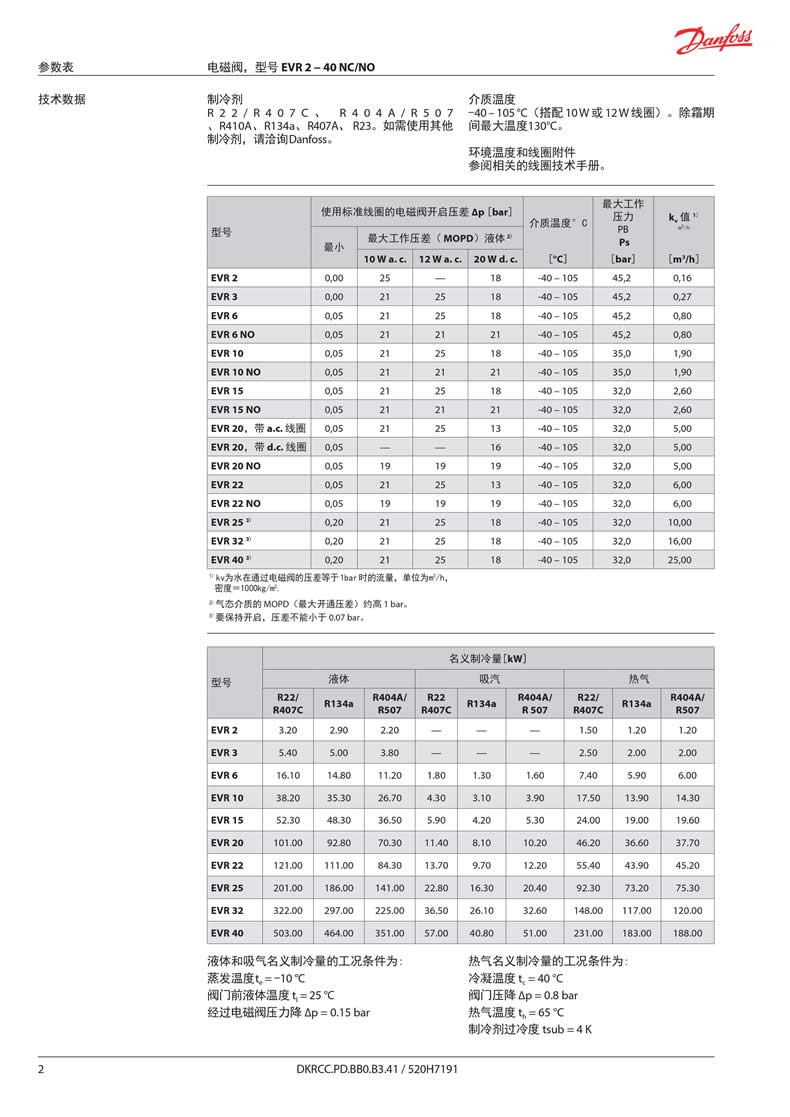 Danfoss
参数表 电磁阀，型号 EVR 2 – 40 NC/NO
技术数据
制冷剂
R 2 2 / R 4 0 7 C 、 R 4 0 4 A / R 5 0 7
、R410A、R134a、R407A、 R23。如需使用其他
制冷剂，请洽询Danfoss。
介质温度
–40 – 105 °C（搭配 10 W 或 12 W 线圈）。除霜期
间最大温度130°C。
环境温度和线圈附件
参阅相关的线圈技术手册。
型号 使用标准线圈的电磁阀开启压差 Δp [bar] 介质温度° C 最大工作
压力
PB
Ps kv 值 1)
m³/h
最小 最大工作压差（ MOPD）液体 2)
10 W a. c. 12 W a. c. 20 W d. c. [°C] [bar] [m³/h]
EVR 2 0,00 25 — 18 -40 – 105 45,2 0,16
EVR 3 0,00 21 25 18 -40 – 105 45,2 0,27
EVR 6 0,05 21 25 18 -40 – 105 45,2 0,80
EVR 6 NO 0,05 21 21 21 -40 – 105 45,2 0,80
EVR 10 0,05 21 25 18 -40 – 105 35,0 1,90
EVR 10 NO 0,05 21 21 21 -40 – 105 35,0 1,90
EVR 15 0,05 21 25 18 -40 – 105 32,0 2,60
EVR 15 NO 0,05 21 21 21 -40 – 105 32,0 2,60
EVR 20，带 a.c. 线圈 0,05 21 25 13 -40 – 105 32,0 5,00
EVR 20，带 d.c. 线圈 0,05 — — 16 -40 – 105 32,0 5,00
EVR 20 NO 0,05 19 19 19 -40 – 105 32,0 5,00
EVR 22 0,05 21 25 13 -40 – 105 32,0 6,00
EVR 22 NO 0,05 19 19 19 -40 – 105 32,0 6,00
EVR 25 3) 0,20 21 25 18 -40 – 105 32,0 10,00
EVR 32 3) 0,20 21 25 18 -40 – 105 32,0 16,00
EVR 40 3) 0,20 21 25 18 -40 – 105 32,0 25,00
1) kv为水在通过电磁阀的压差等于1bar 时的流量，单位为m³/h，
密度=1000kg/m³.
2) 气态介质的 MOPD（最大开通压差）约高 1 bar。
3) 要保持开启，压差不能小于 0.07 bar。
型号 名义制冷量[kW]
液体 吸汽 热气
R22/
R407C R134a R404A/
R507 R22
R407C R134a R404A/
R 507 R22/
R407C R134a R404A/
R507
EVR 2 3.20 2.90 2.20 — — — 1.50 1.20 1.20
EVR 3 5.40 5.00 3.80 — — — 2.50 2.00 2.00
EVR 6 16.10 14.80 11.20 1.80 1.30 1.60 7.40 5.90 6.00
EVR 10 38.20 35.30 26.70 4.30 3.10 3.90 17.50 13.90 14.30
EVR 15 52.30 48.30 36.50 5.90 4.20 5.30 24.00 19.00 19.60
EVR 20 101.00 92.80 70.30 11.40 8.10 10.20 46.20 36.60 37.70
EVR 22 121.00 111.00 84.30 13.70 9.70 12.20 55.40 43.90 45.20
EVR 25 201.00 186.00 141.00 22.80 16.30 20.40 92.30 73.20 75.30
EVR 32 322.00 297.00 225.00 36.50 26.10 32.60 148.00 117.00 120.00
EVR 40 503.00 464.00 351.00 57.00 40.80 51.00 231.00 183.00 188.00
液体和吸气名义制冷量的工况条件为：
蒸发温度te = –10 °C
阀门前液体温度 tl = 25 °C
经过电磁阀压力降 Δp = 0.15 bar
热气名义制冷量的工况条件为：
冷凝温度 tc = 40 °C
阀门压降 Δp = 0.8 bar
热气温度 th = 65 °C
制冷剂过冷度 tsub = 4 K
2 DKRCC.PD.BB0.B3.41 / 520H7191